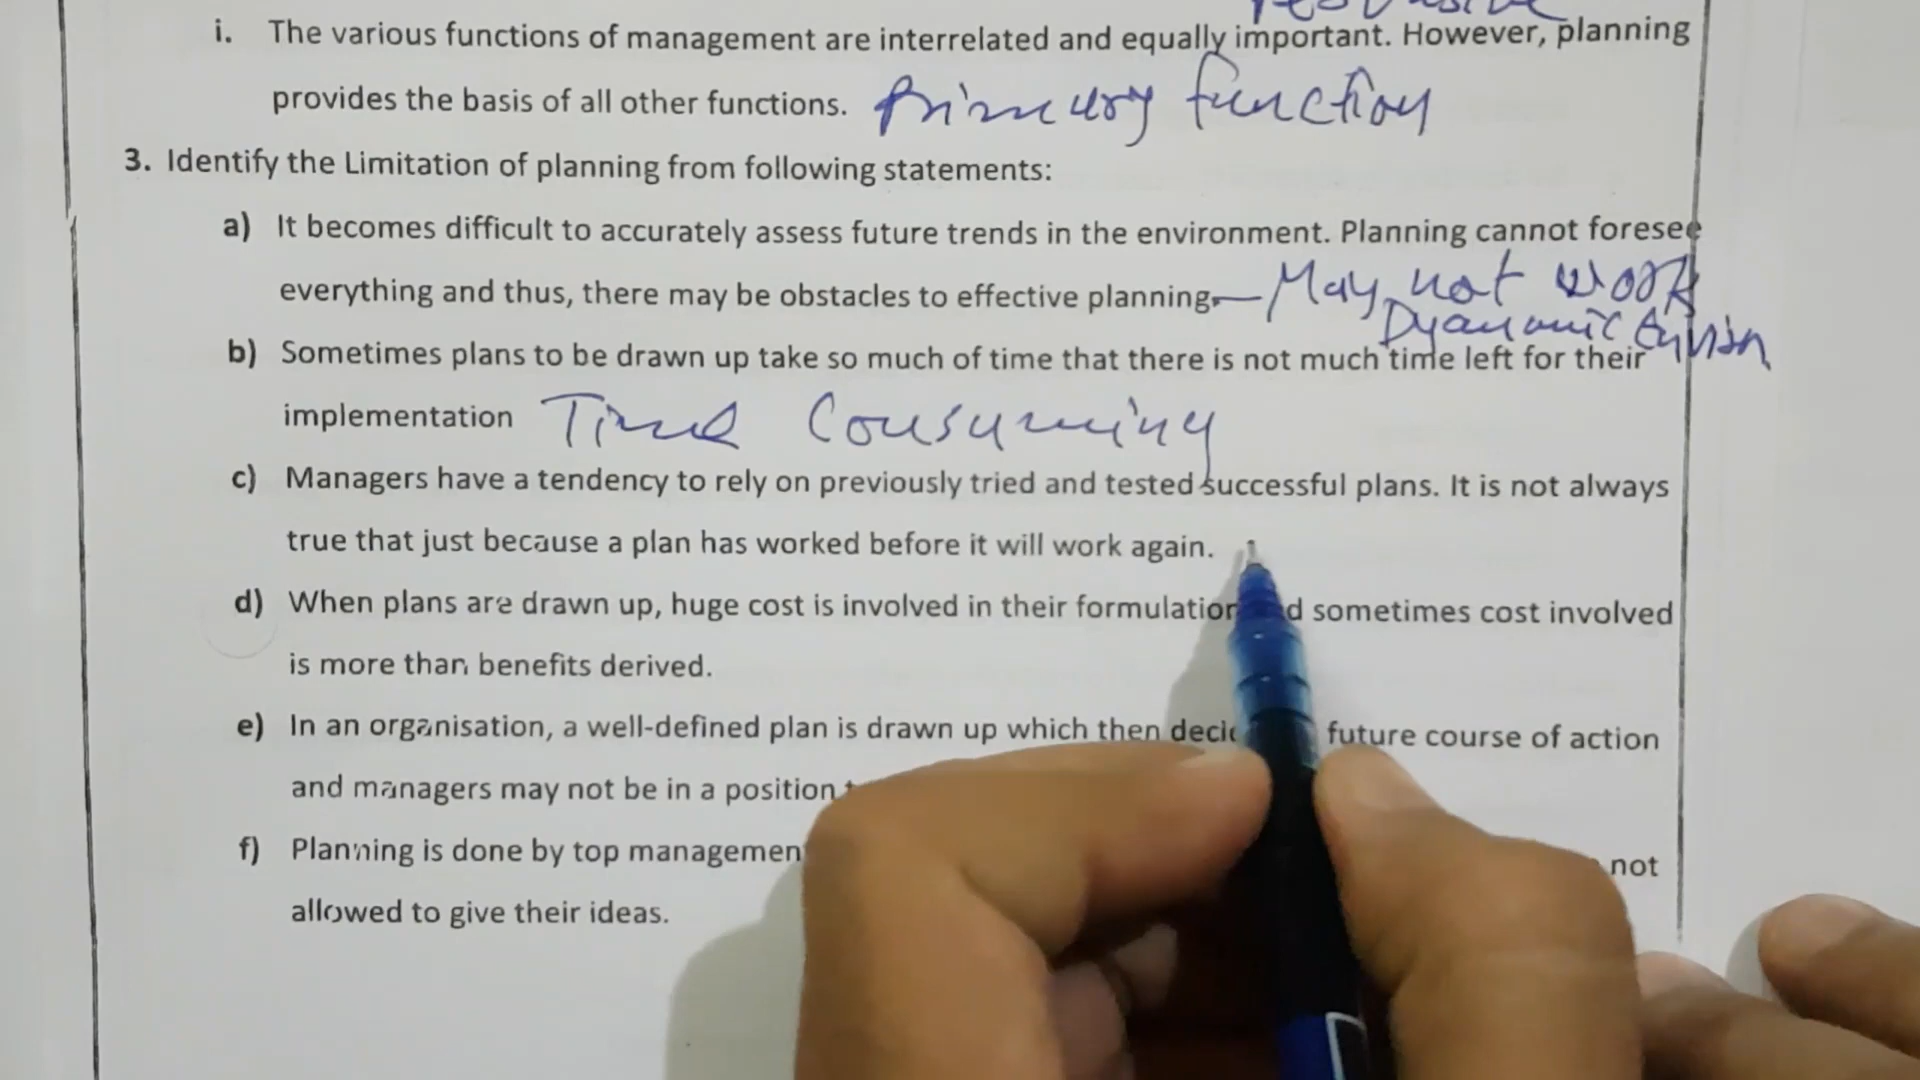 i. The various functions of management are interrelated and equally important. However, planning
provides the basis of all other functions. Primary function
3. Identify the Limitation of planning from following statements:
a) It becomes difficult to accurately assess future trends in the environment. Planning cannot foresee
everything and thus, there may be obstacles to effective planning. — May not work
b) Sometimes plans to be drawn up take so much of time that there is not much time left for their
implementation Time Consuming
c) Managers have a tendency to rely on previously tried and tested successful plans. It is not always
true that just because a plan has worked before it will work again.
d) When plans are drawn up, huge cost is involved in their formulation sometimes cost involved
is more than benefits derived.
e) In an organisation, a well-defined plan is drawn up which then future course of action
and managers may not be in a position
f) Planning is done by top not
allowed to give their ideas.